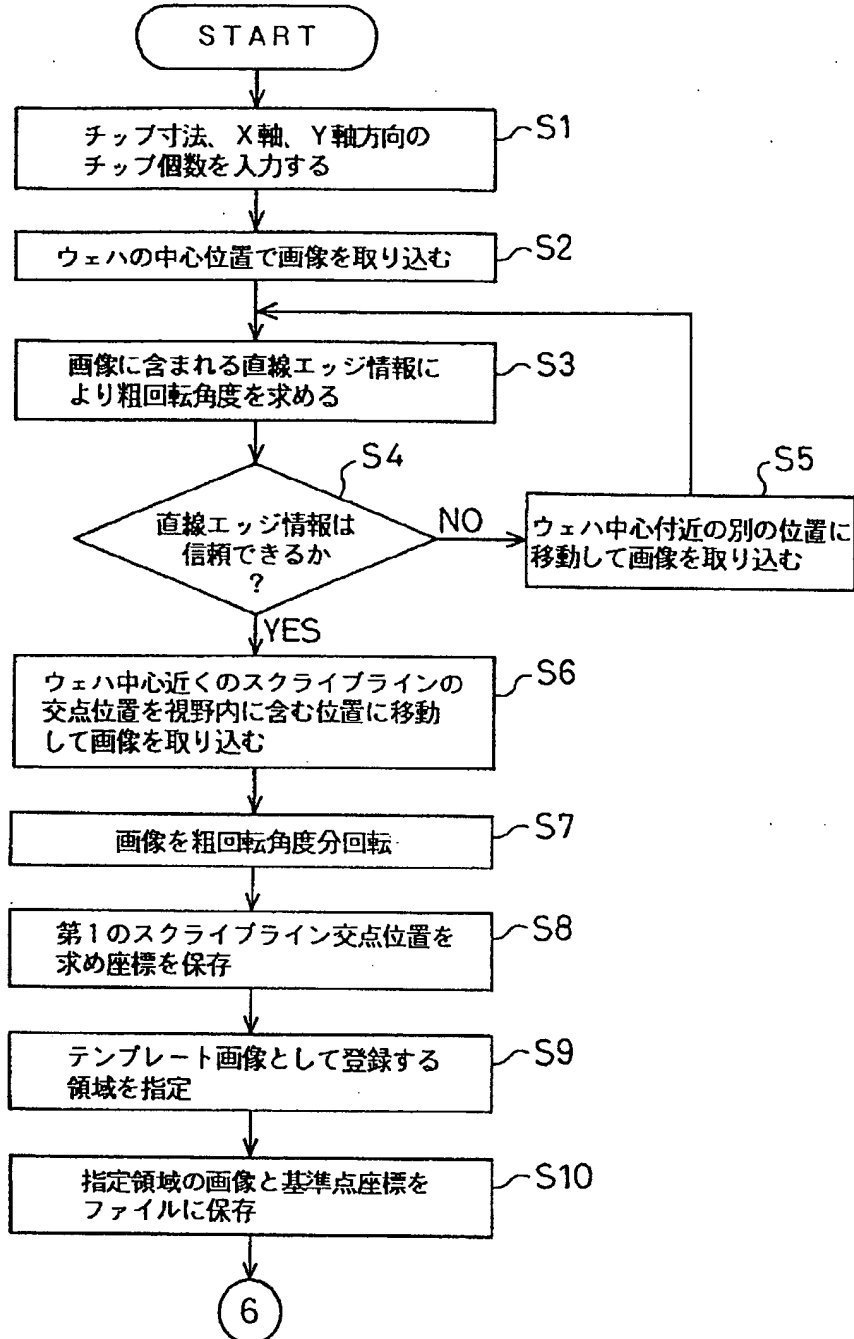 START
チップ寸法、X軸、Y軸方向の
チップ個数を入力する
S1
ウェハの中心位置で画像を取り込む
S2
画像に含まれる直線エッジ情報に
より粗回転角度を求める
S3
直線エッジ情報は
信頼できるか
?
S4
NO
ウェハ中心付近の別の位置に
移動して画像を取り込む
S5
YES
ウェハ中心近くのスクライブラインの
交点位置を視野内に含む位置に移動
して画像を取り込む
S6
画像を粗回転角度分回転
S7
第1のスクライブライン交点位置を
求め座標を保存
S8
テンプレート画像として登録する
領域を指定
S9
指定領域の画像と基準点座標を
ファイルに保存
S10
6